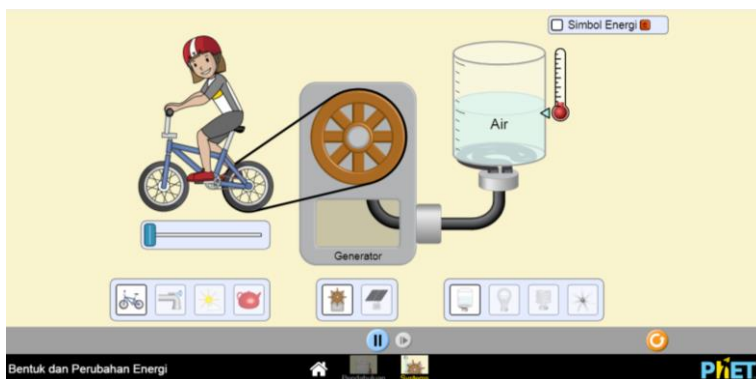 Simbol Energi E
Air
Generator
Bentuk dan Perubahan Energi
PhET